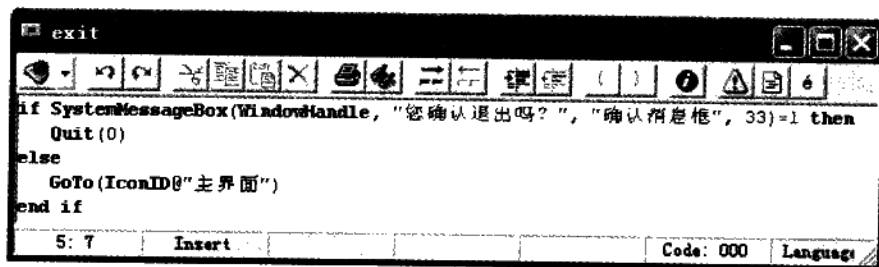 exit
if SystemMessageBox(WindowHandle, "您确认退出吗? ", "确认消息框", 33)=1 then
Quit(0)
else
GoTo(IconID@"主界面")
end if
5: 7 Insert Code: 000 Language